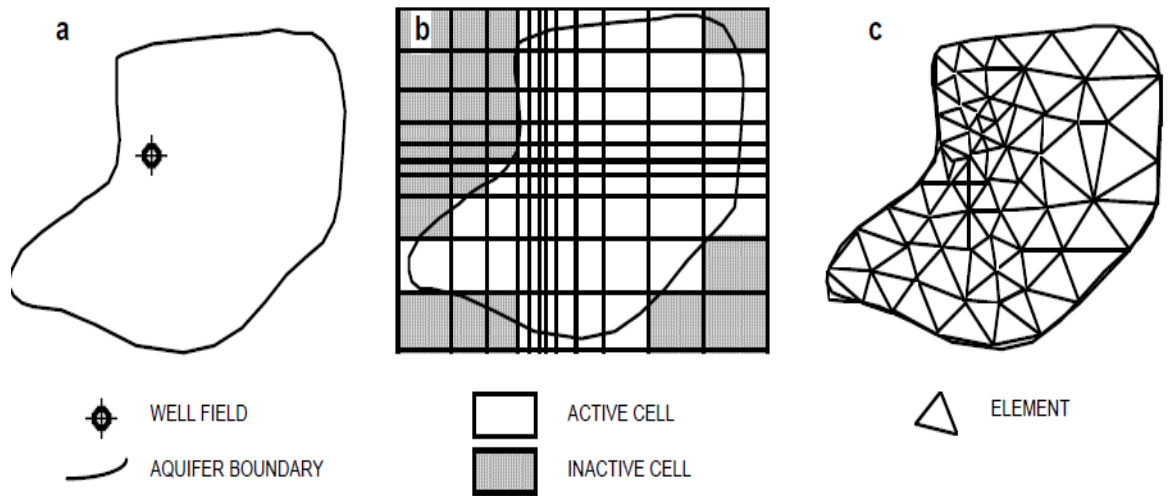 a
b
c
WELL FIELD
ACTIVE CELL
ELEMENT
AQUIFER BOUNDARY
INACTIVE CELL